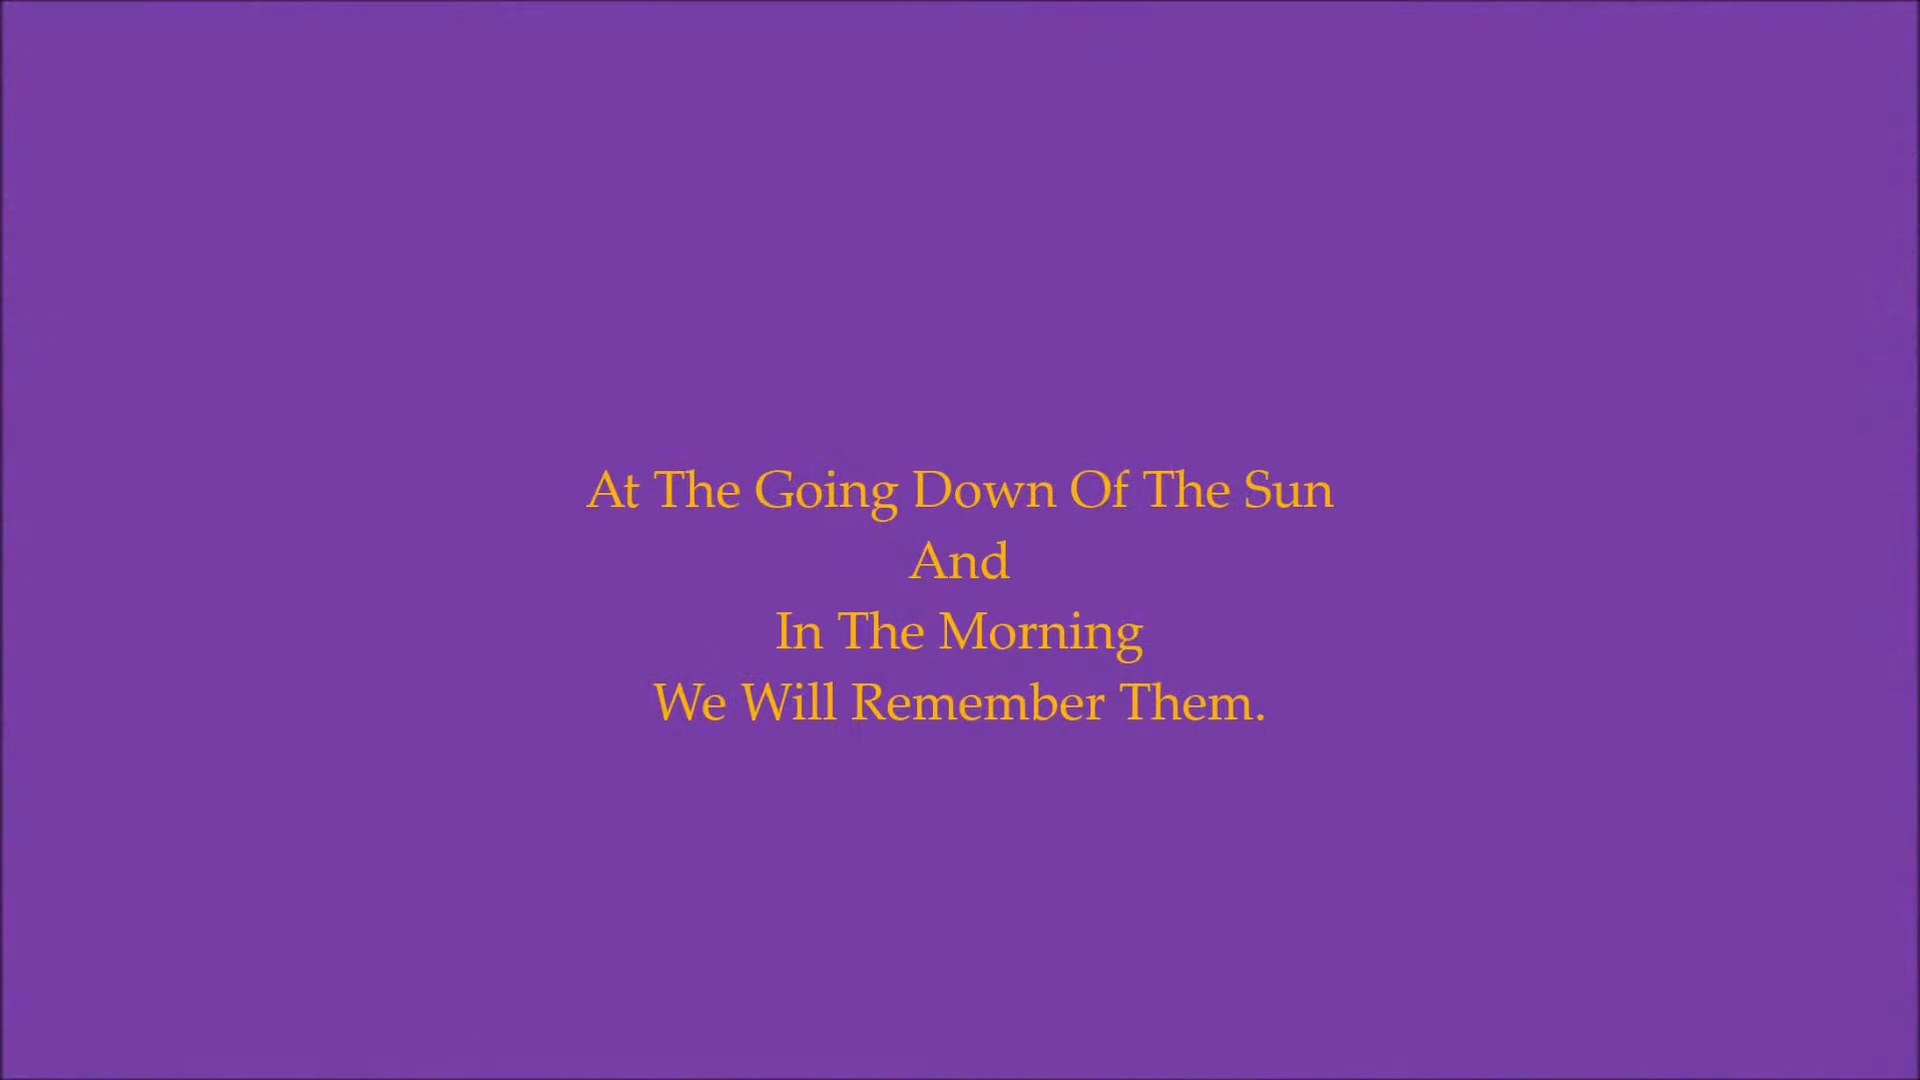 At The Going Down Of The Sun
And
In The Morning
We Will Remember Them.